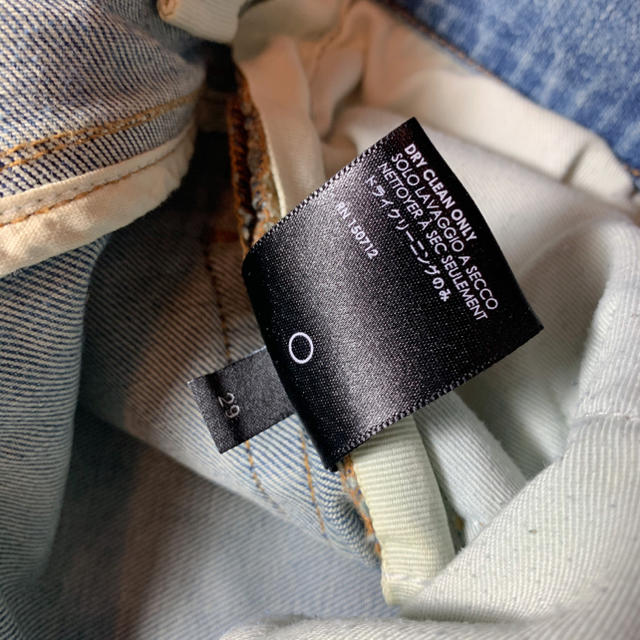 DRY CLEAN ONLY
SOLO LAVAGGIO A SECCO
NETTOYER À SEC SEULEMENT
ドライクリーニングのみ
RN 150712
29